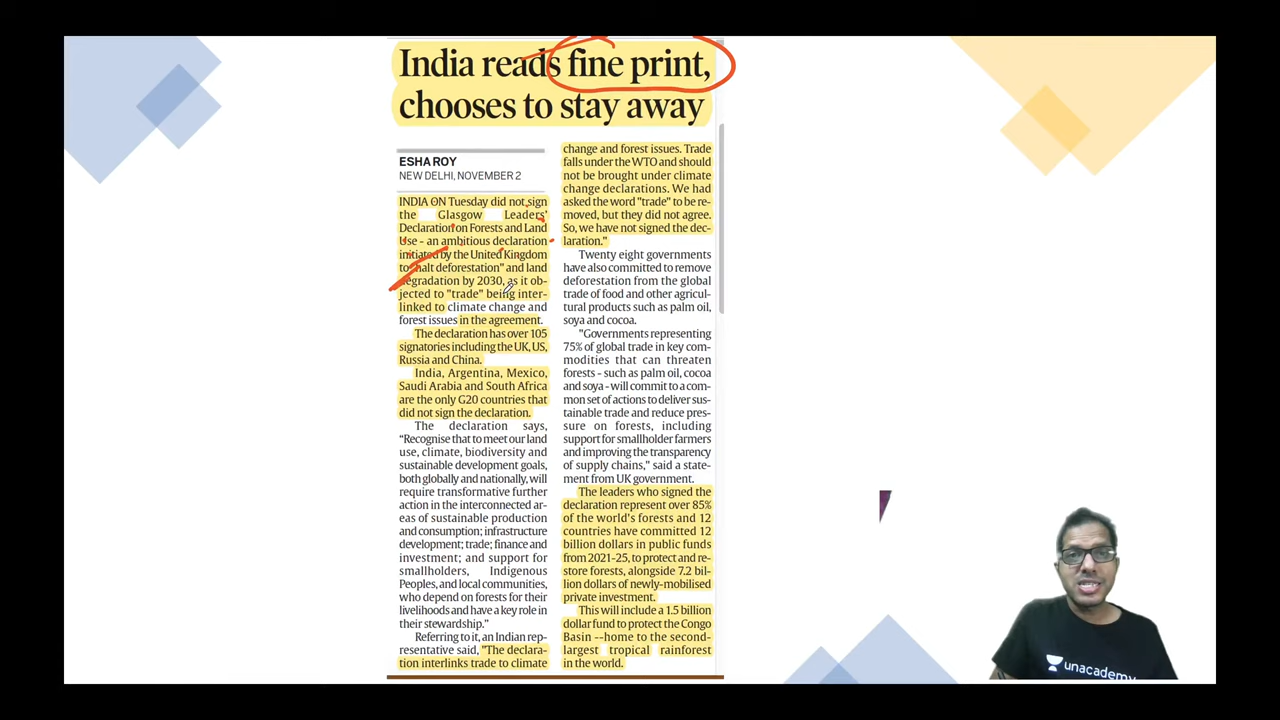 India reads fine print,
chooses to stay away
ESHA ROY
NEW DELHI, NOVEMBER 2
INDIA ON Tuesday did not sign
the Glasgow Leaders'
Declaration on Forests and Land
Use - an ambitious declaration
initiated by the United Kingdom
to "halt deforestation" and land
degradation by 2030, as it ob-
jected to "trade" being inter-
linked to climate change and
forest issues in the agreement.
The declaration has over 105
signatories including the UK, US,
Russia and China.
India, Argentina, Mexico,
Saudi Arabia and South Africa
are the only G20 countries that
did not sign the declaration.
The declaration says,
"Recognise that to meet our land
use, climate, biodiversity and
sustainable development goals,
both globally and nationally, will
require transformative further
action in the interconnected ar-
eas of sustainable production
and consumption; infrastructure
development; trade; finance and
investment; and support for
smallholders, Indigenous
Peoples, and local communities,
who depend on forests for their
livelihoods and have a key role in
their stewardship."
Referring to it, an Indian rep-
resentative said, "The declara-
tion interlinks trade to climate
change and forest issues. Trade
falls under the WTO and should
not be brought under climate
change declarations. We had
asked the word "trade" to be re-
moved, but they did not agree.
So, we have not signed the dec-
laration."
Twenty eight governments
have also committed to remove
deforestation from the global
trade of food and other agricul-
tural products such as palm oil,
soya and cocoa.
"Governments representing
75% of global trade in key com-
modities that can threaten
forests - such as palm oil, cocoa
and soya - will commit to a com-
mon set of actions to deliver sus-
tainable trade and reduce pres-
sure on forests, including
support for smallholder farmers
and improving the transparency
of supply chains," said a state-
ment from UK government.
The leaders who signed the
declaration represent over 85%
of the world's forests and 12
countries have committed 12
billion dollars in public funds
from 2021-25, to protect and re-
store forests, alongside 7.2 bil-
lion dollars of newly-mobilised
private investment.
This will include a 1.5 billion
dollar fund to protect the Congo
Basin --home to the second-
largest tropical rainforest
in the world.
unacademy